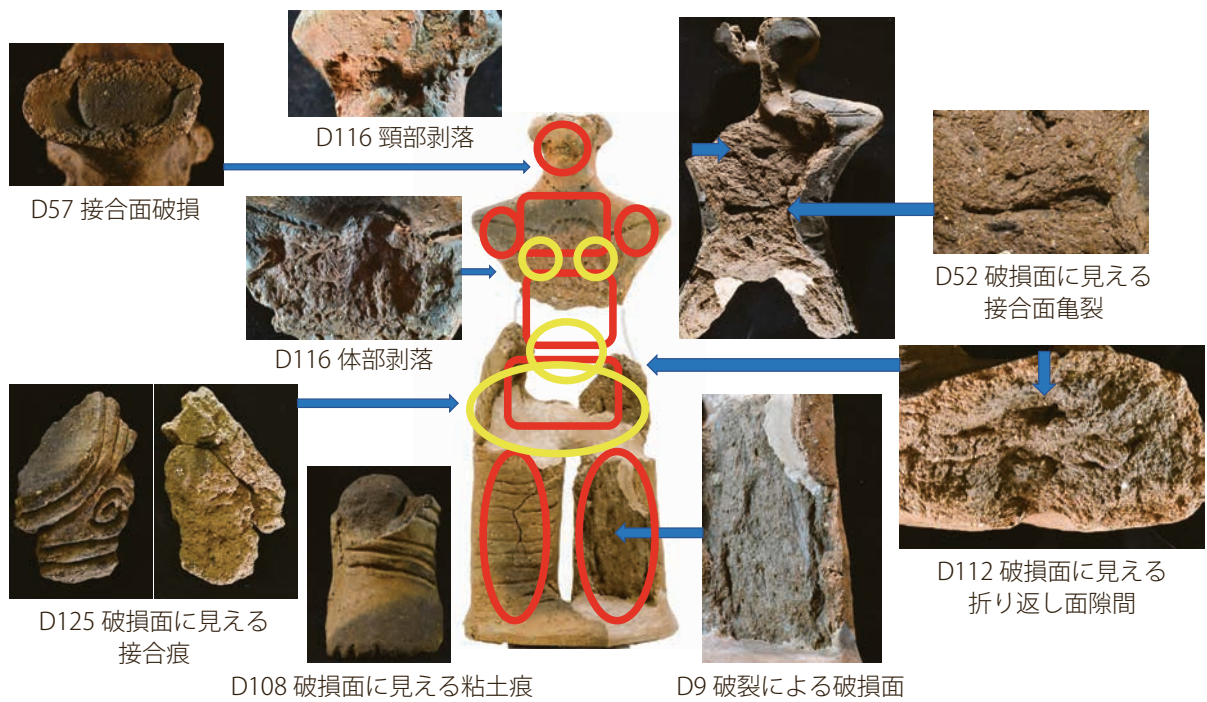 D116 頸部剥落
D57 接合面破損
D116 体部剥落
D52 破損面に見える
接合面亀裂
D125 破損面に見える
接合痕
D108 破損面に見える粘土痕
D9 破裂による破損面
D112 破損面に見える
折り返し面隙間